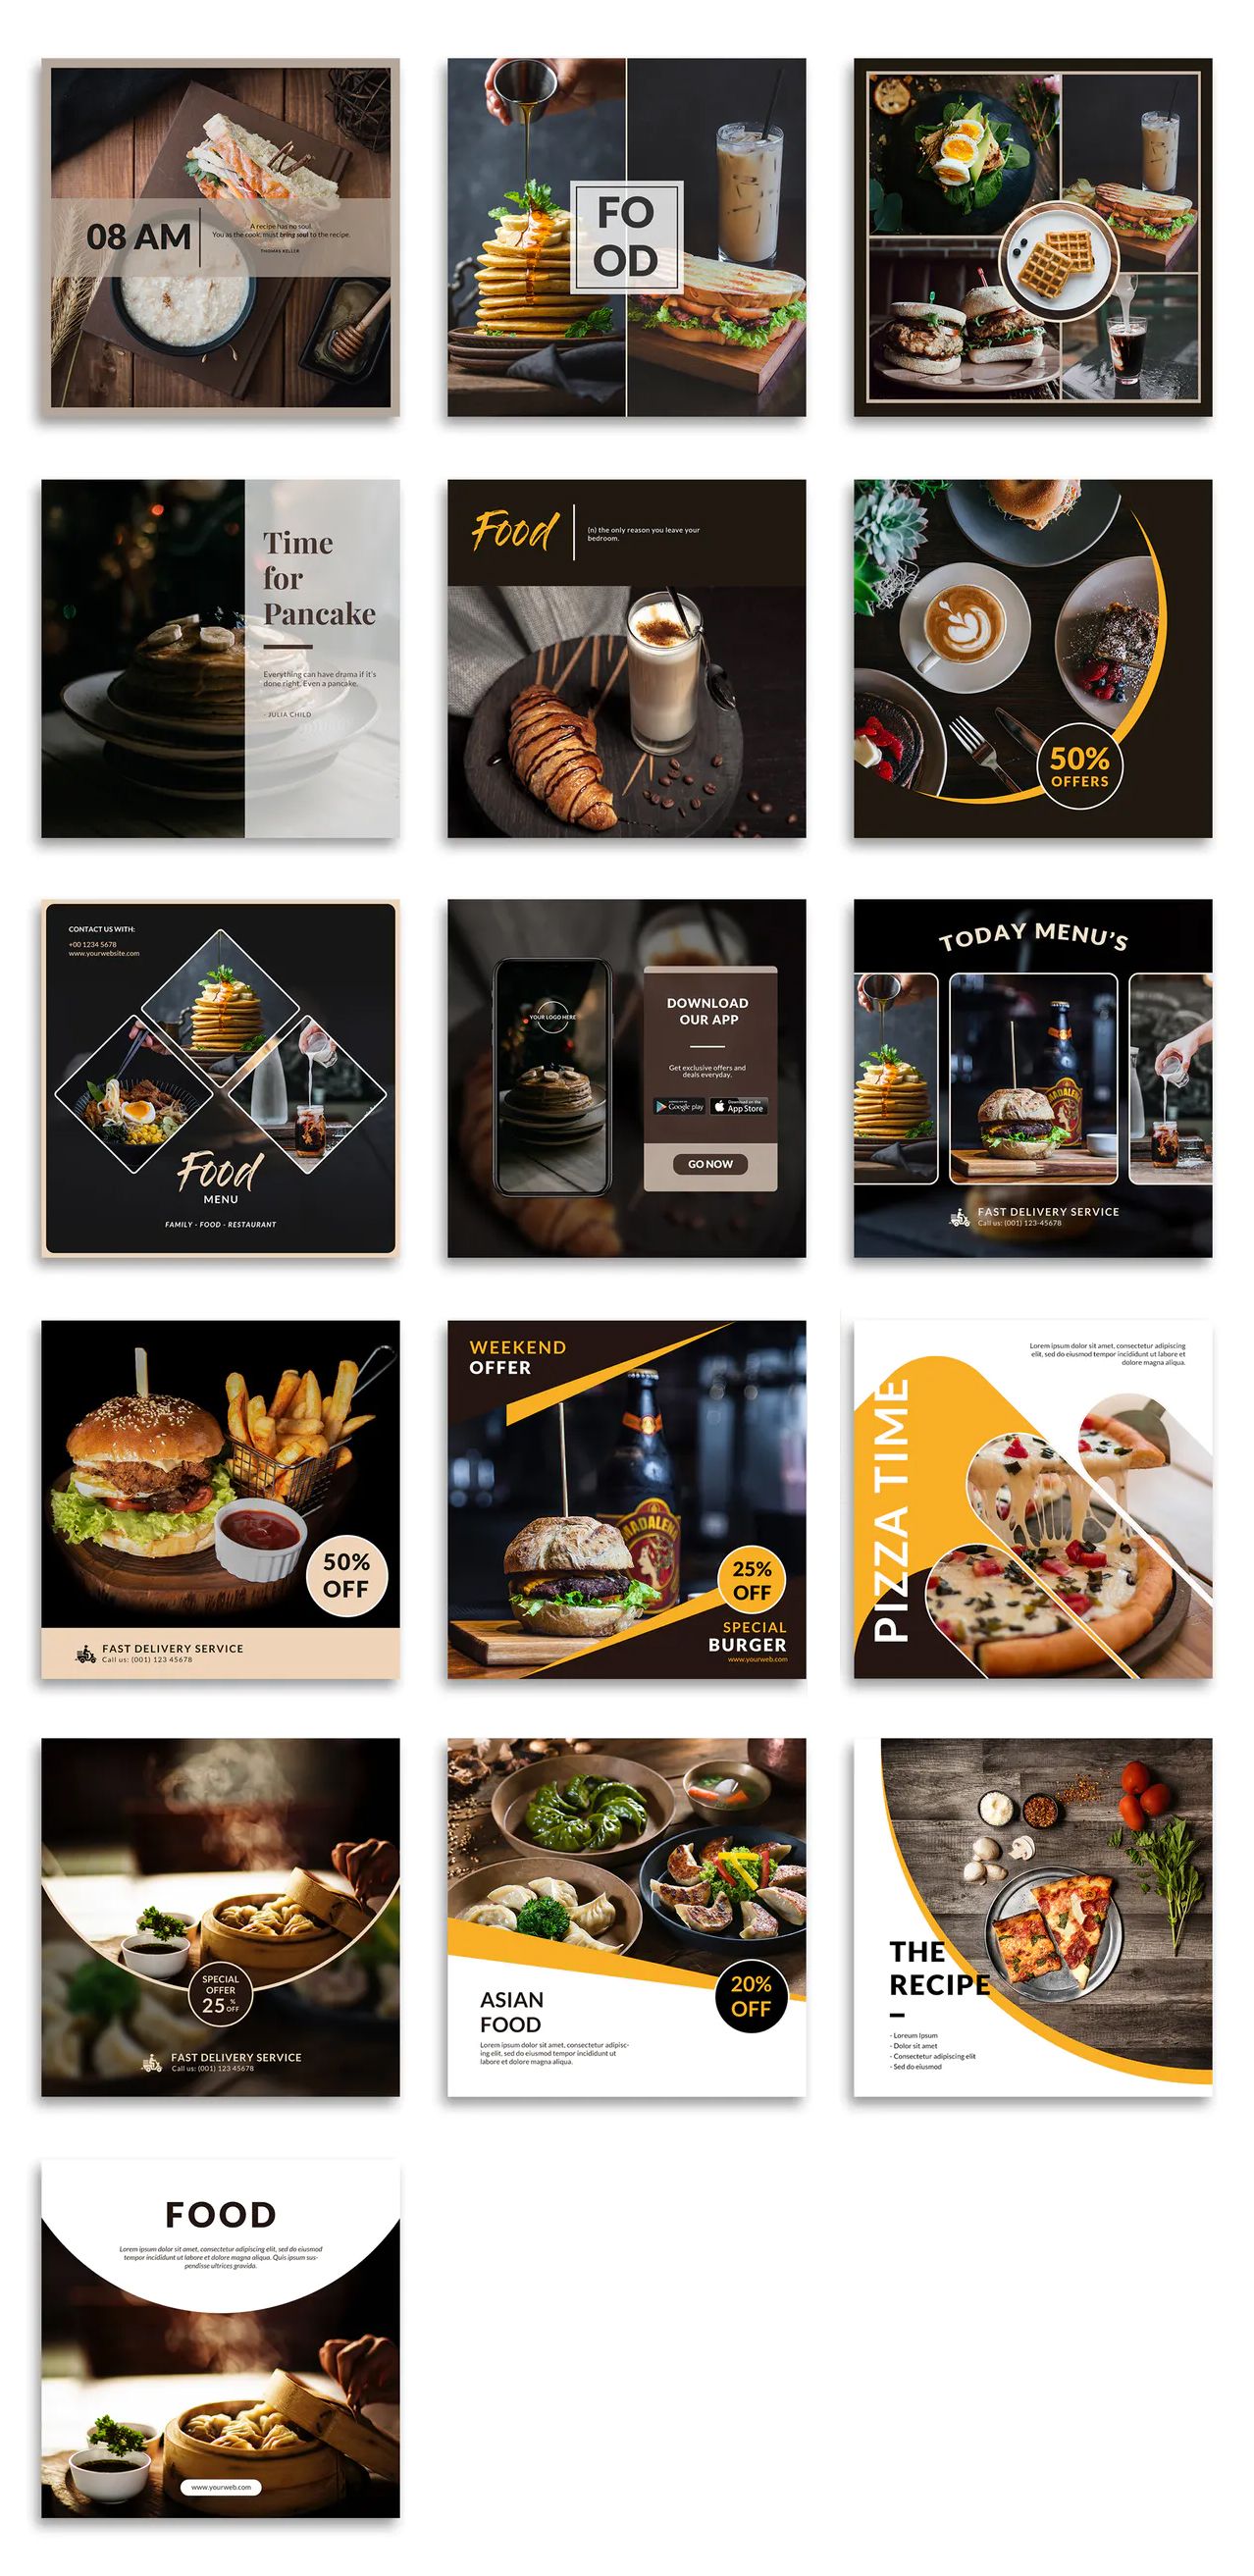 08 AM
A recipe has no soul.
You as the cook, must bring soul to the recipe.
THOMAS KELLER
FO
OD
Time
for
Pancake
Everything can have drama if it's
done right. Even a pancake.
- JULIA CHILD
Food
(n) the only reason you leave your
bedroom.
50%
OFFERS
CONTACT US WITH:
+00 1234 5678
www.yourwebsite.com
Food
MENU
FAMILY - FOOD - RESTAURANT
YOUR LOGO HERE
DOWNLOAD
OUR APP
Get exclusive offers and
deals everyday.
Google play
Download on the
App Store
GO NOW
TODAY MENU'S
FAST DELIVERY SERVICE
Call us: (001) 123-45678
50%
OFF
FAST DELIVERY SERVICE
Call us: (001) 123 45678
WEEKEND
OFFER
MADALENA
25%
OFF
SPECIAL
BURGER
www.yourweb.com
Lorem ipsum dolor sit amet, consectetur adipiscing
elit, sed do eiusmod tempor incididunt ut labore et
dolore magna aliqua.
PIZZA TIME
SPECIAL
OFFER
25 % OFF
FAST DELIVERY SERVICE
Call us: (001) 123 45678
20%
OFF
ASIAN
FOOD
Lorem ipsum dolor sit amet, consectetur adipisc-
ing elit, sed do eiusmod tempor incididunt ut
labore et dolore magna aliqua.
THE
RECIPE
- Loreum Ipsum
- Dolor sit amet
- Consectetur adipiscing elit
- Sed do eiusmod
FOOD
Lorem ipsum dolor sit amet, consectetur adipiscing elit, sed do eiusmod
tempor incididunt ut labore et dolore magna aliqua. Quis ipsum sus-
pendisse ultrices gravida.
www.yourweb.com